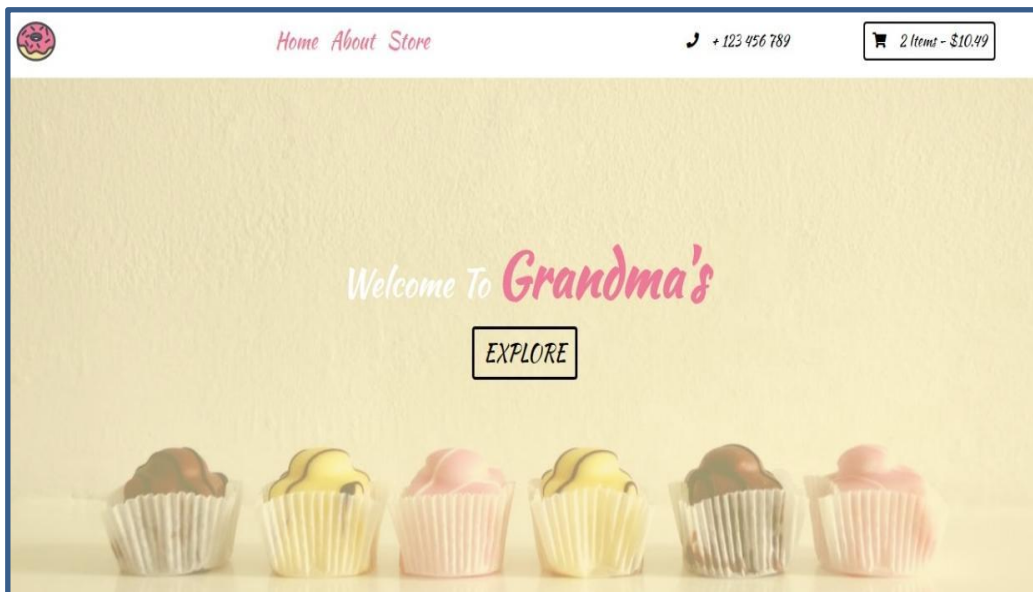 Home About Store + 123 456 789 2 Items - $10.49
Welcome To Grandma's
EXPLORE